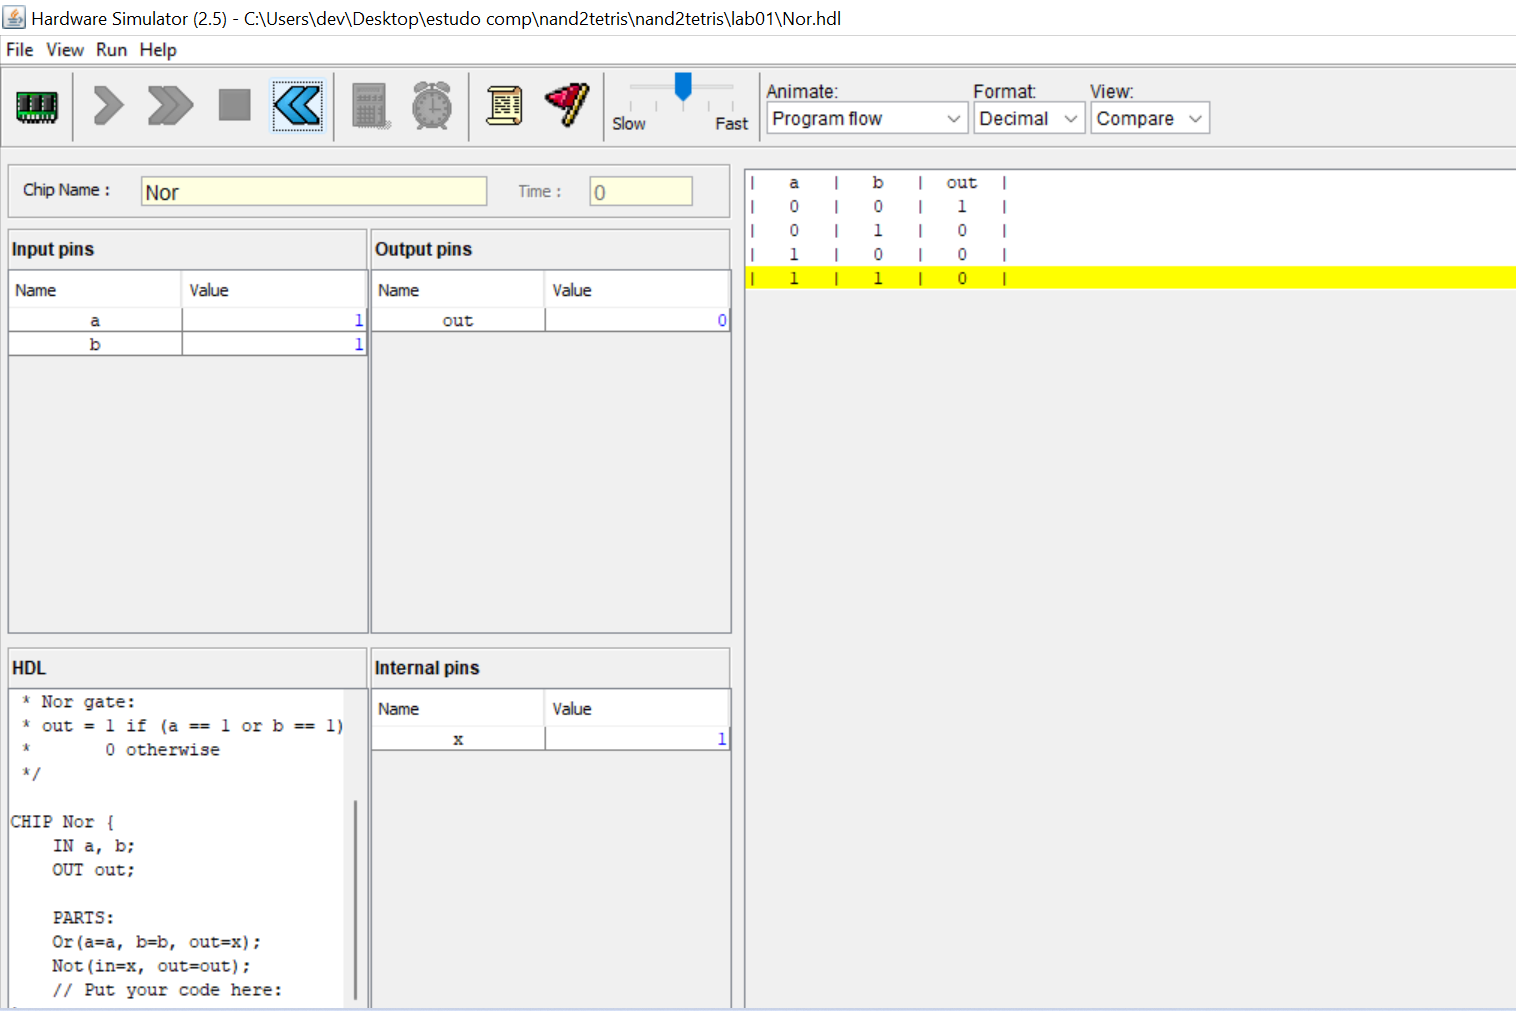 Hardware Simulator (2.5) - C:\Users\dev\Desktop\estudo comp\nand2tetris\nand2tetris\lab01\Nor.hdl
File View Run Help
Slow Fast
Animate: Format: View:
Program flow Decimal Compare
Chip Name : Nor Time : 0
Input pins
Name Value
a 1
b 1
Output pins
Name Value
out 0
HDL
* Nor gate:
* out = 1 if (a == 1 or b == 1)
* 0 otherwise
*/
CHIP Nor {
IN a, b;
OUT out;
PARTS:
Or(a=a, b=b, out=x);
Not(in=x, out=out);
// Put your code here:
Internal pins
Name Value
x 1
| a | b | out |
| 0 | 0 | 1 |
| 0 | 1 | 0 |
| 1 | 0 | 0 |
| 1 | 1 | 0 |